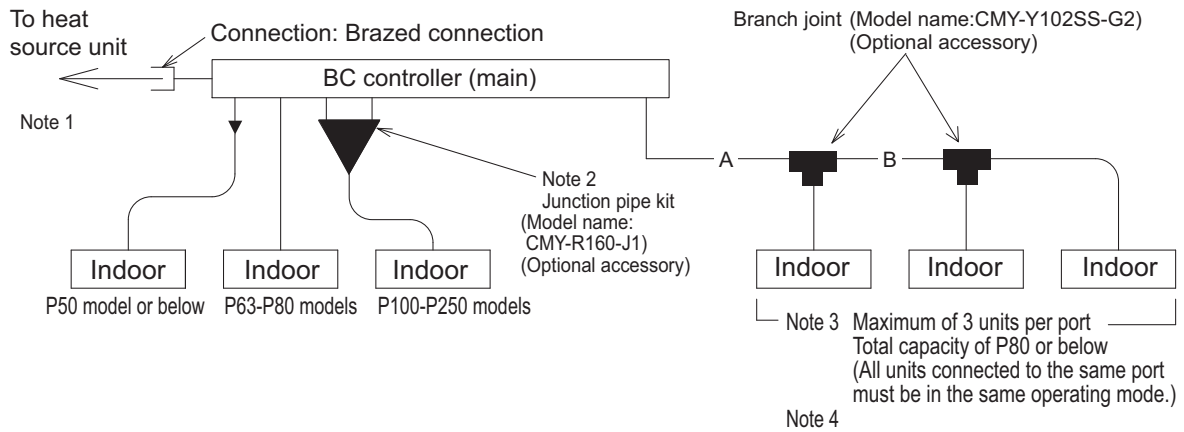 To heat
source unit
Connection: Brazed connection
Branch joint (Model name:CMY-Y102SS-G2)
(Optional accessory)
BC controller (main)
Note 1
A
B
Note 2
Junction pipe kit
(Model name:
CMY-R160-J1)
(Optional accessory)
Indoor
Indoor
Indoor
Indoor
Indoor
Indoor
P50 model or below
P63-P80 models
P100-P250 models
Note 3 Maximum of 3 units per port
Total capacity of P80 or below
(All units connected to the same port
must be in the same operating mode.)
Note 4